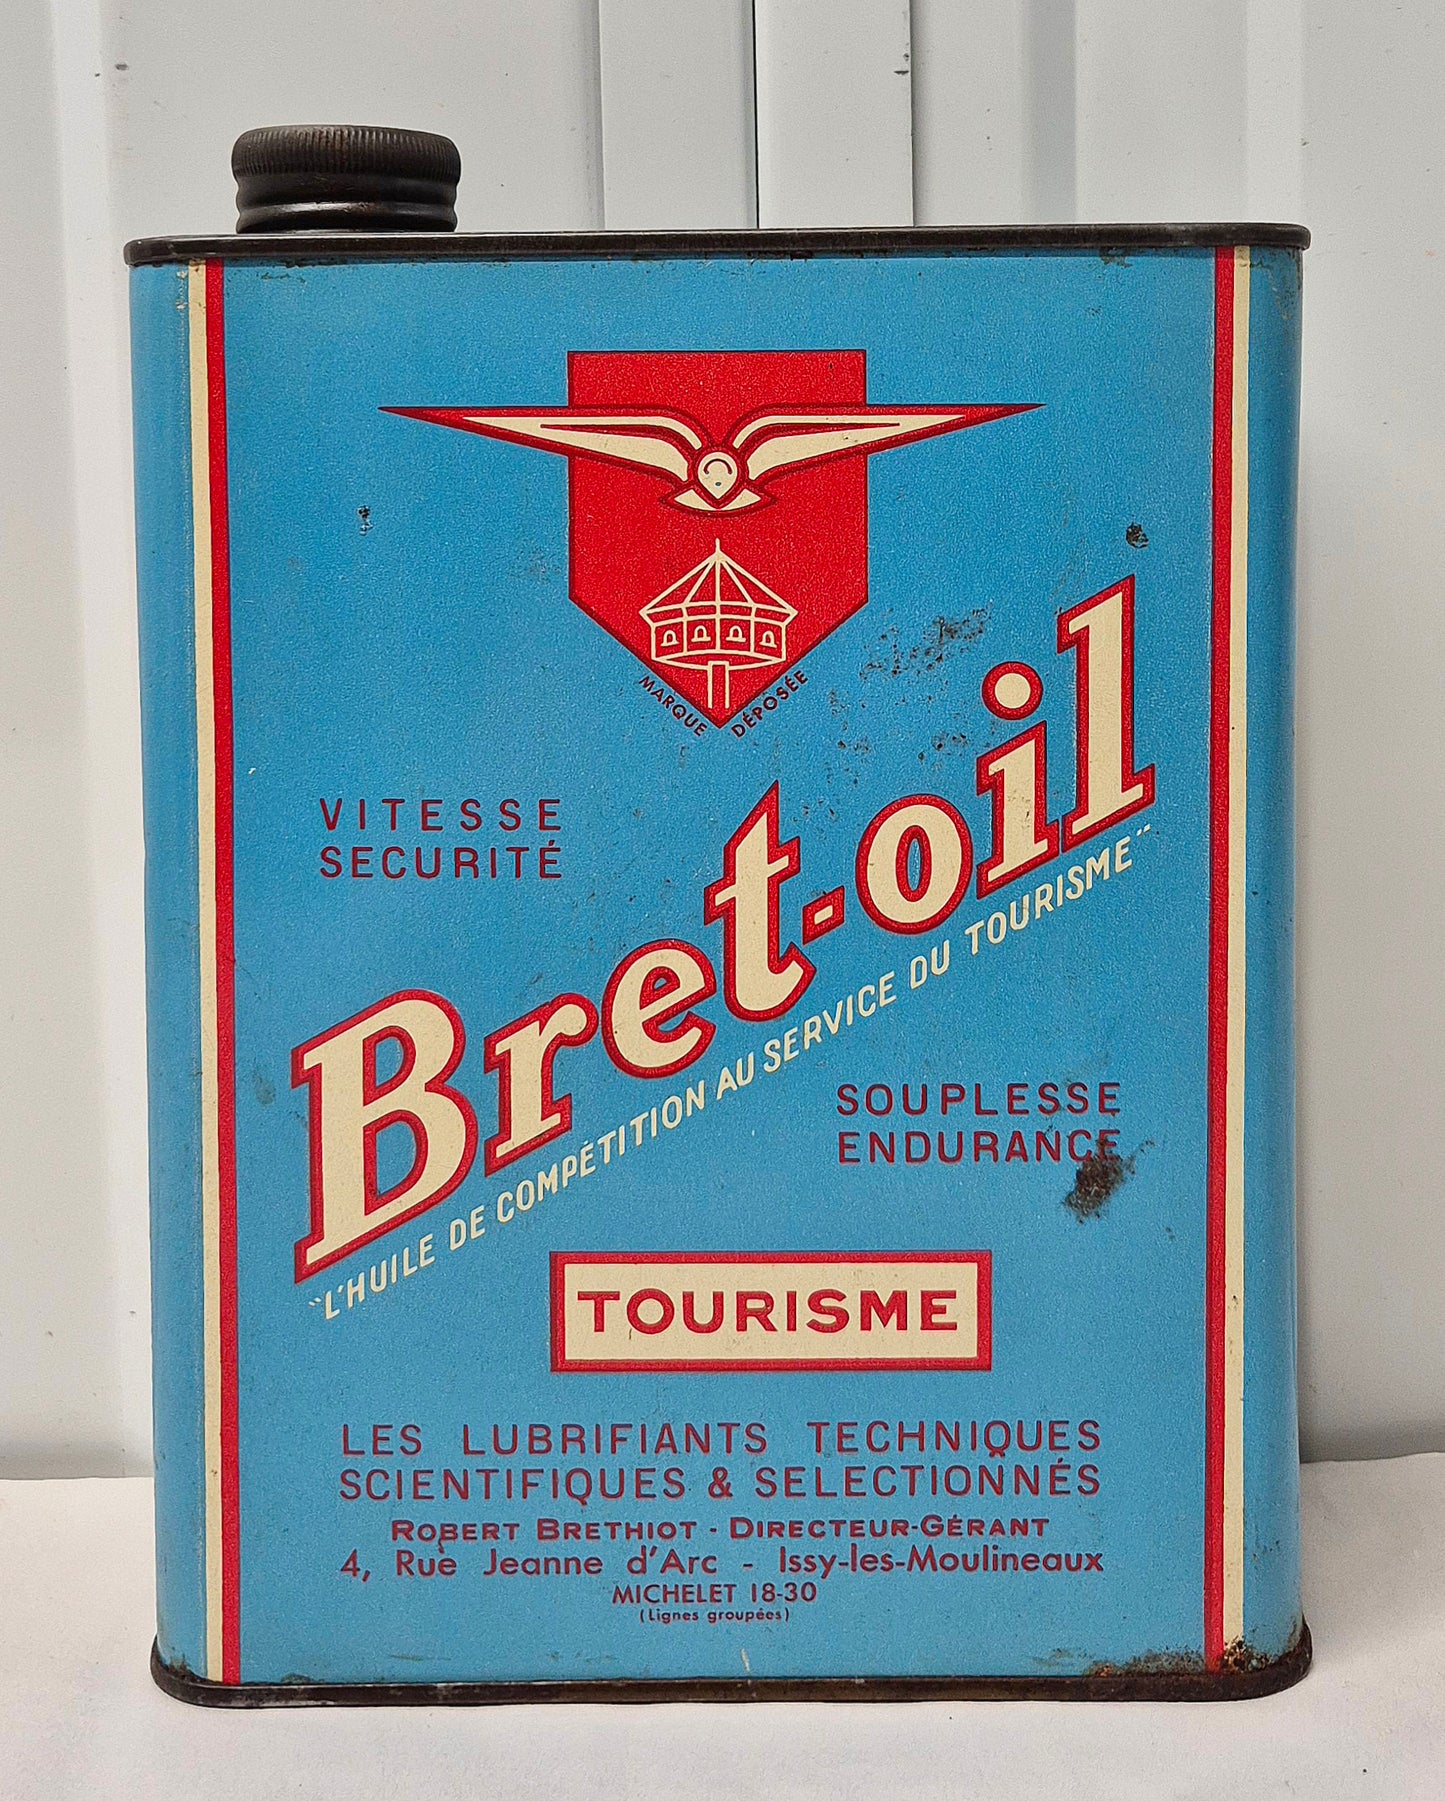 MARQUE DÉPOSÉE
VITESSE
SECURITÉ
Bret-oil
"L'HUILE DE COMPÉTITION AU SERVICE DU TOURISME"
SOUPLESSE
ENDURANCE
TOURISME
LES LUBRIFIANTS TECHNIQUES
SCIENTIFIQUES & SELECTIONNÉS
ROBERT BRETHIOT - DIRECTEUR-GÉRANT
4, Rue Jeanne d'Arc - Issy-les-Moulineaux
MICHELET 18-30
(Lignes groupées)